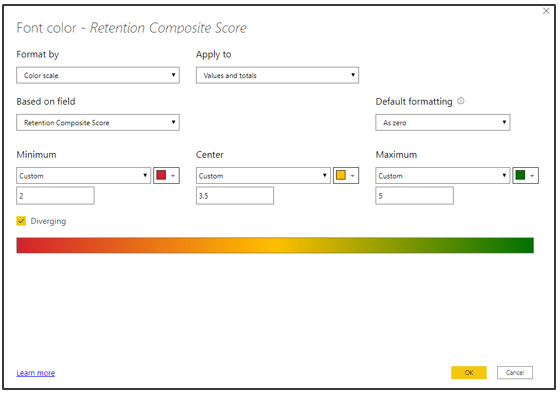 Font color - Retention Composite Score
Format by
Apply to
Color scale
Values and totals
Based on field
Default formatting
Retention Composite Score
As zero
Minimum
Center
Maximum
Custom
Custom
Custom
2
3.5
5
Diverging
Learn more
OK
Cancel